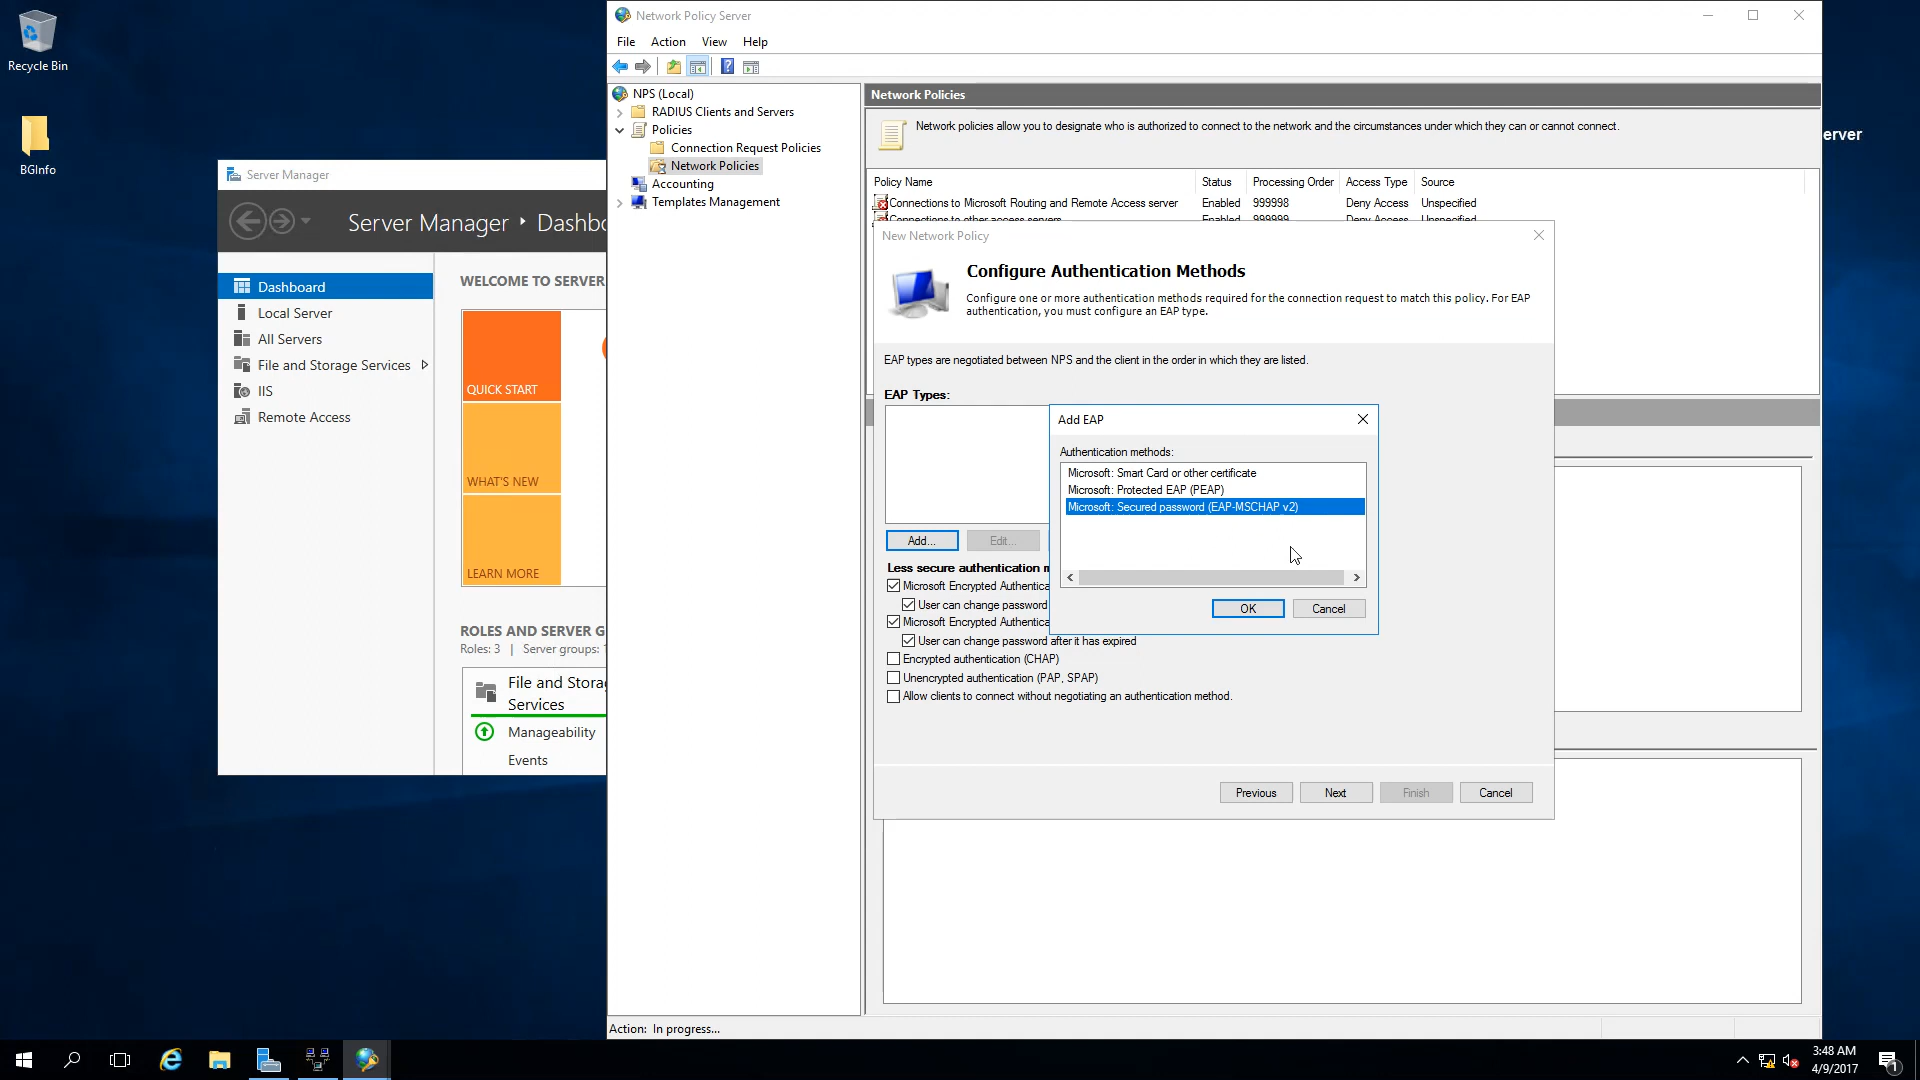 Recycle Bin
BGInfo
Server Manager
Server Manager
Dashbo
Dashboard
Local Server
All Servers
File and Storage Services
IIS
Remote Access
WELCOME TO SERVER
QUICK START
WHAT'S NEW
LEARN MORE
ROLES AND SERVER G
Roles: 3 | Server groups:
File and Storag
Services
Manageability
Events
Network Policy Server
File Action View Help
NPS (Local)
RADIUS Clients and Servers
Policies
Connection Request Policies
Network Policies
Accounting
Templates Management
Network Policies
Network policies allow you to designate who is authorized to connect to the network and the circumstances under which they can or cannot connect.
Policy Name Status Processing Order Access Type Source
Connections to Microsoft Routing and Remote Access server Enabled 999998 Deny Access Unspecified
Connections to other access servers Enabled 999999 Deny Access Unspecified
New Network Policy
Configure Authentication Methods
Configure one or more authentication methods required for the connection request to match this policy. For EAP
authentication, you must configure an EAP type.
EAP types are negotiated between NPS and the client in the order in which they are listed.
EAP Types:
Add... Edit...
Less secure authentication m
Microsoft Encrypted Authentica
User can change password
Microsoft Encrypted Authentica
User can change password after it has expired
Encrypted authentication (CHAP)
Unencrypted authentication (PAP, SPAP)
Allow clients to connect without negotiating an authentication method.
Previous Next Finish Cancel
Add EAP
Authentication methods:
Microsoft: Smart Card or other certificate
Microsoft: Protected EAP (PEAP)
Microsoft: Secured password (EAP-MSCHAP v2)
OK Cancel
erver
Action: In progress...
3:48 AM
4/9/2017
1